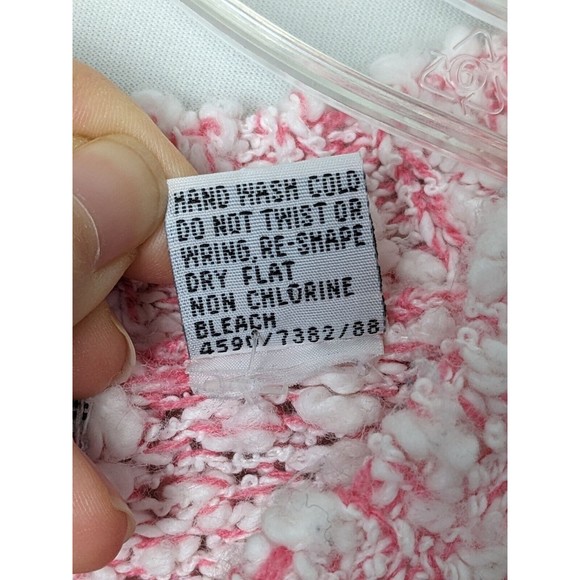 HAND WASH COLD
DO NOT TWIST OR
WRING.RE-SHAPE
DRY FLAT
NON CHLORINE
BLEACH
4590/7382/88